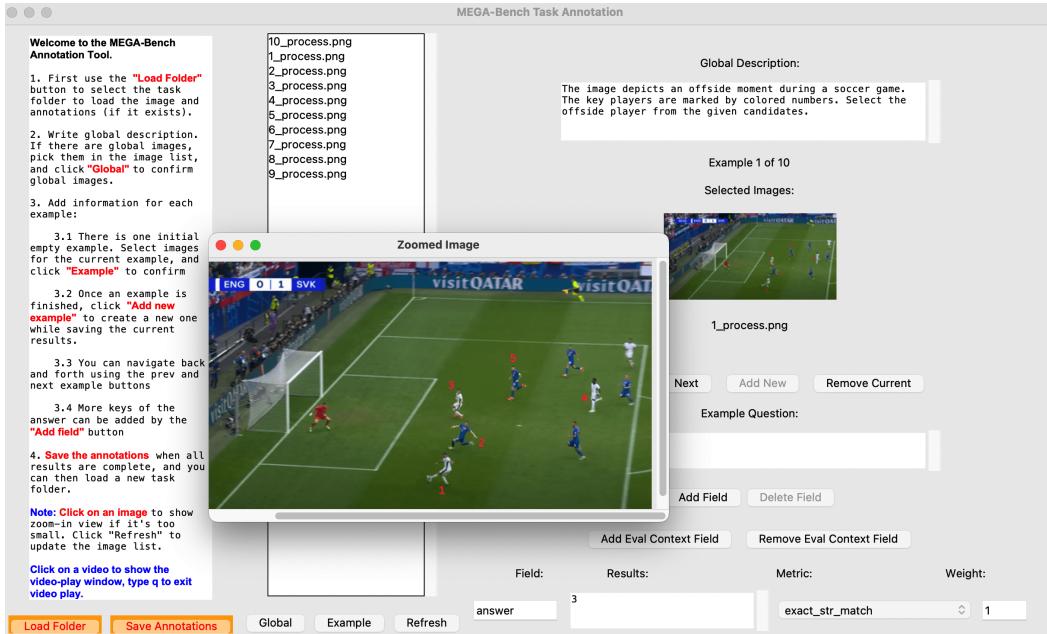 MEGA-Bench Task Annotation
Welcome to the MEGA-Bench
Annotation Tool.
1. First use the "Load Folder"
button to select the task
folder to load the image and
annotations (if it exists).
2. Write global description.
If there are global images,
pick them in the image list,
and click "Global" to confirm
global images.
3. Add information for each
example:
3.1 There is one initial
empty example. Select images
for the current example, and
click "Example" to confirm
3.2 Once an example is
finished, click "Add new
example" to create a new one
while saving the current
results.
3.3 You can navigate back
and forth using the prev and
next example buttons
3.4 More keys of the
answer can be added by the
"Add field" button
4. Save the annotations when all
results are complete, and you
can then load a new task
folder.
Note: Click on an image to show
zoom-in view if it's too
small. Click "Refresh" to
update the image list.
Click on a video to show the
video-play window, type q to exit
video play.
Load Folder
Save Annotations
10_process.png
1_process.png
2_process.png
3_process.png
4_process.png
5_process.png
6_process.png
7_process.png
8_process.png
9_process.png
Zoomed Image
ENG 0 1 SVK
visitQATAR
visitQAT
5
3
4
2
1
Global
Example
Refresh
Global Description:
The image depicts an offside moment during a soccer game.
The key players are marked by colored numbers. Select the
offside player from the given candidates.
Example 1 of 10
Selected Images:
1_process.png
Next
Add New
Remove Current
Example Question:
Add Field
Delete Field
Add Eval Context Field
Remove Eval Context Field
Field:
Results:
Metric:
Weight:
answer
3
exact_str_match
1